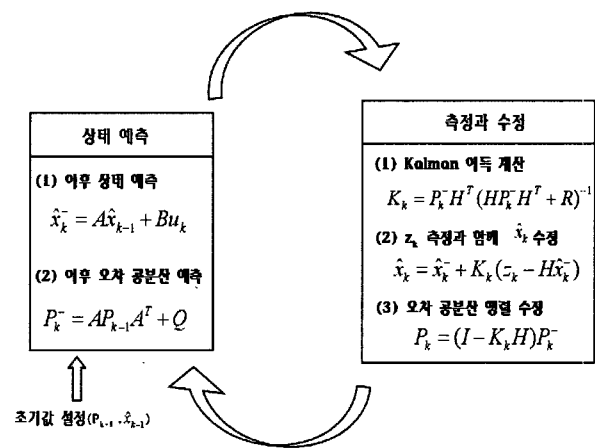 상태 예측
(1) 이후 상태 예측
x̂ₖ⁻ = Ax̂ₖ₋₁ + Buₖ
(2) 이후 오차 공분산 예측
Pₖ⁻ = APₖ₋₁Aᵀ + Q
초기값 설정(Pₖ₋₁ , x̂ₖ₋₁)
측정과 수정
(1) Kalman 이득 계산
Kₖ = Pₖ⁻Hᵀ(HPₖ⁻Hᵀ + R)⁻¹
(2) zₖ 측정과 함께 x̂ₖ 수정
x̂ₖ = x̂ₖ⁻ + Kₖ(zₖ − Hx̂ₖ⁻)
(3) 오차 공분산 행렬 수정
Pₖ = (I − KₖH)Pₖ⁻